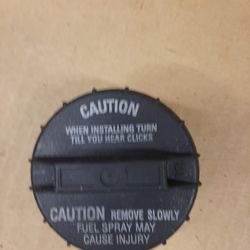 CAUTION
WHEN INSTALLING TURN
TILL YOU HEAR CLICKS
CAUTION REMOVE SLOWLY
FUEL SPRAY MAY
CAUSE INJURY